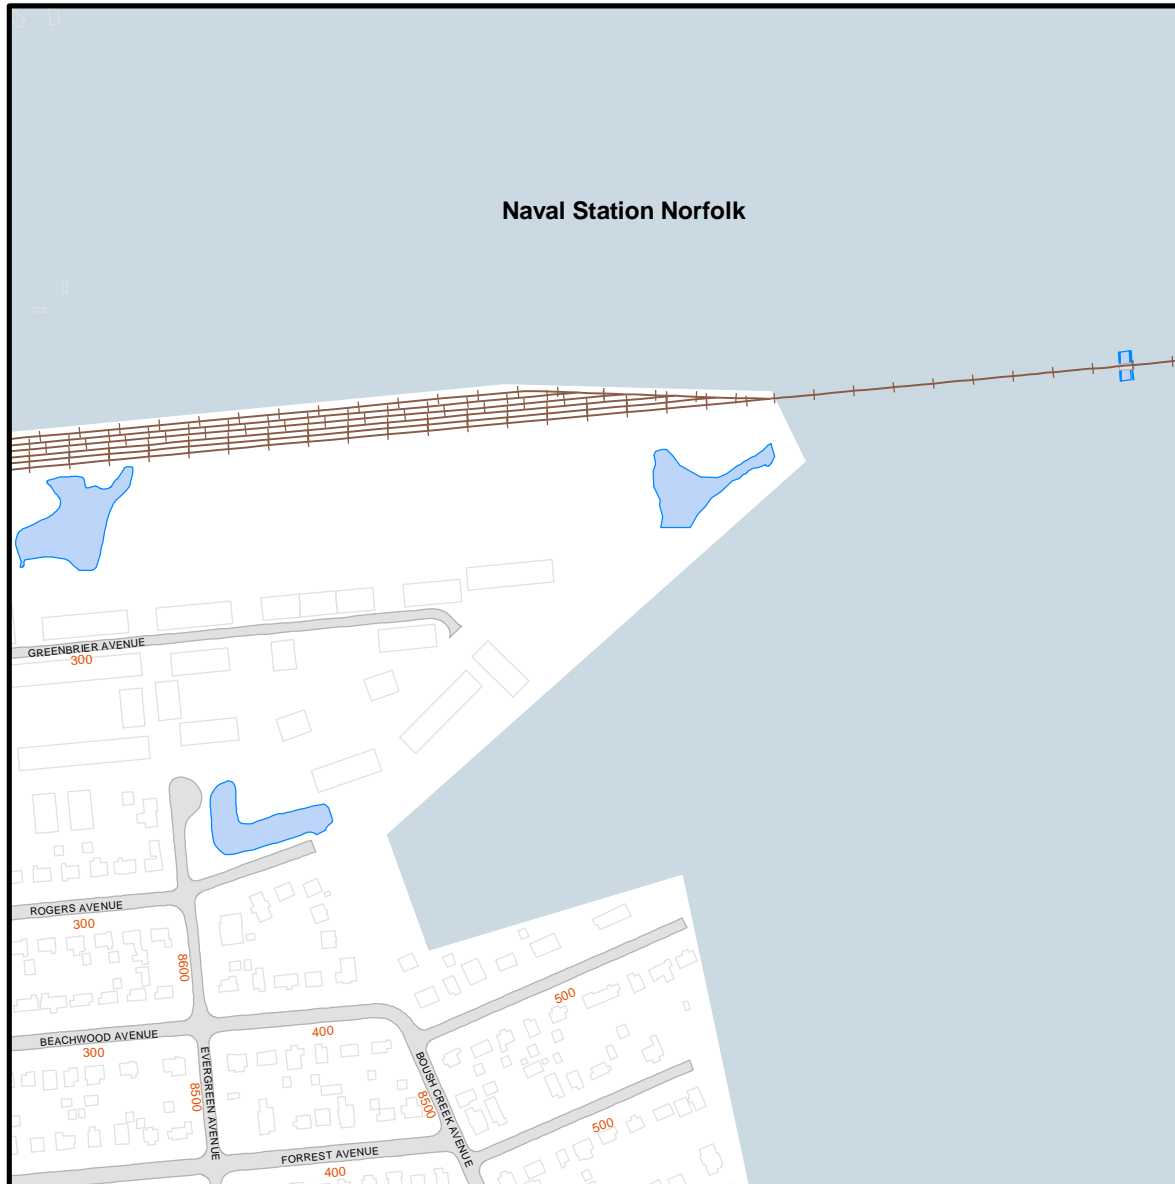 Naval Station Norfolk
GREENBRIER AVENUE
300
ROGERS AVENUE
300
8600
500
BEACHWOOD AVENUE
300
400
EVERGREEN AVENUE
8500
BOUSH CREEK AVENUE
8500
500
FORREST AVENUE
400